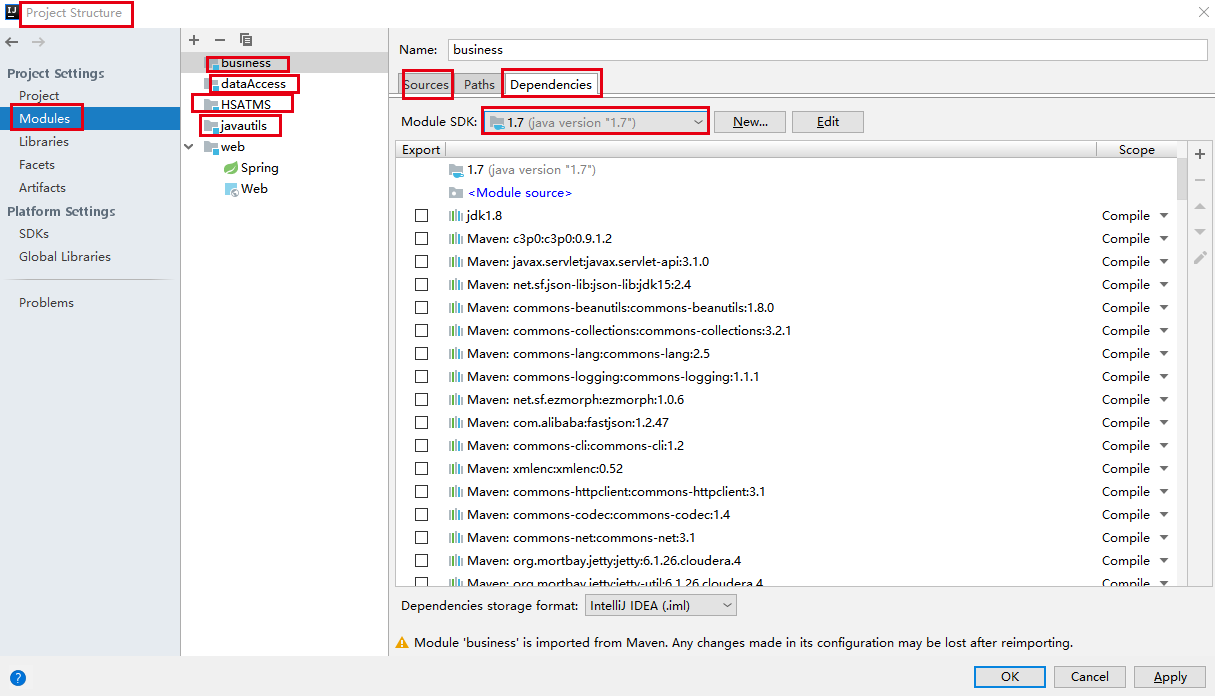 Project Structure
Project Settings
Project
Modules
Libraries
Facets
Artifacts
Platform Settings
SDKs
Global Libraries
Problems
business
dataAccess
HSATMS
javautils
web
Spring
Web
Name: business
Sources Paths Dependencies
Module SDK: 1.7 (java version "1.7") New... Edit
Export Scope
1.7 (java version "1.7")
<Module source>
jdk1.8 Compile
Maven: c3p0:c3p0:0.9.1.2 Compile
Maven: javax.servlet:javax.servlet-api:3.1.0 Compile
Maven: net.sf.json-lib:json-lib:jdk15:2.4 Compile
Maven: commons-beanutils:commons-beanutils:1.8.0 Compile
Maven: commons-collections:commons-collections:3.2.1 Compile
Maven: commons-lang:commons-lang:2.5 Compile
Maven: commons-logging:commons-logging:1.1.1 Compile
Maven: net.sf.ezmorph:ezmorph:1.0.6 Compile
Maven: com.alibaba:fastjson:1.2.47 Compile
Maven: commons-cli:commons-cli:1.2 Compile
Maven: xmlenc:xmlenc:0.52 Compile
Maven: commons-httpclient:commons-httpclient:3.1 Compile
Maven: commons-codec:commons-codec:1.4 Compile
Maven: commons-net:commons-net:3.1 Compile
Maven: org.mortbay.jetty:jetty:6.1.26.cloudera.4 Compile
Maven: org.mortbay.jetty:jetty-util:6.1.26.cloudera.4 Compile
Dependencies storage format: IntelliJ IDEA (.iml)
Module 'business' is imported from Maven. Any changes made in its configuration may be lost after reimporting.
? OK Cancel Apply